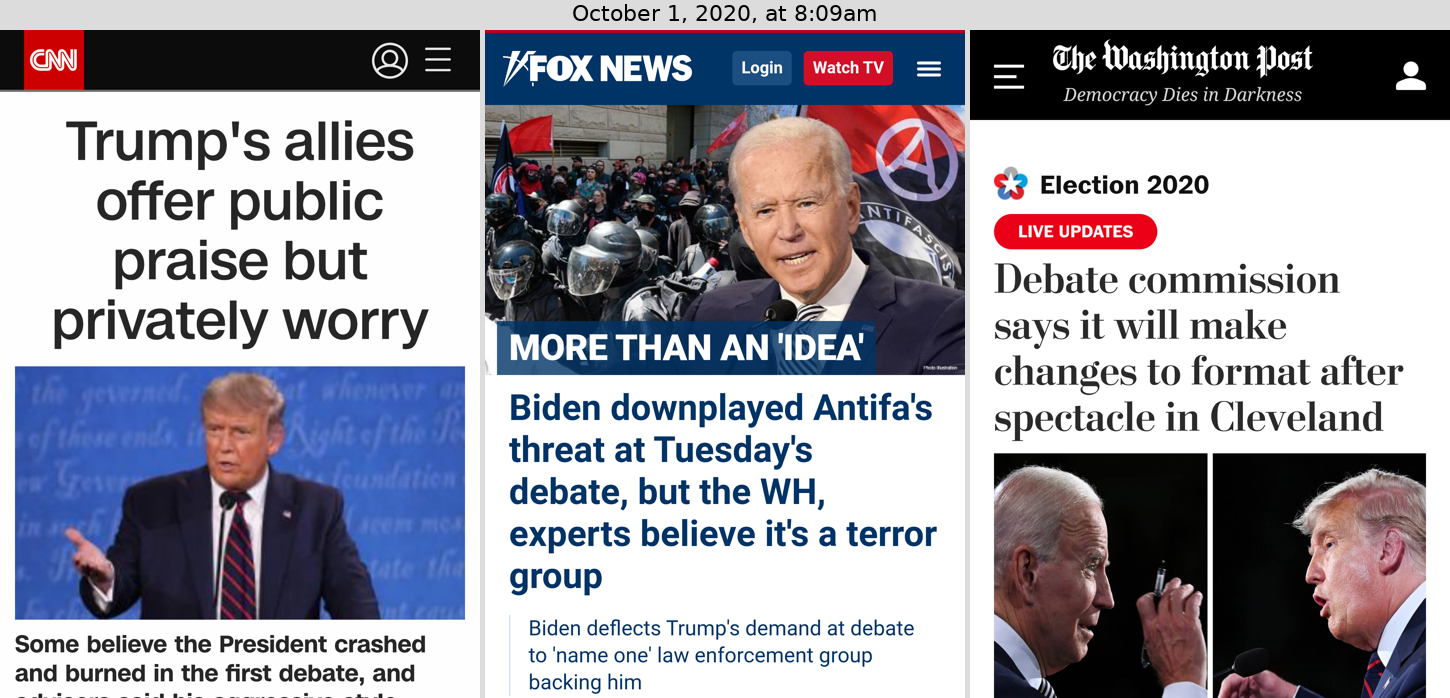 October 1, 2020, at 8:09am
CNN
Trump's allies
offer public
praise but
privately worry
Some believe the President crashed
and burned in the first debate, and
FOX NEWS
Login
Watch TV
ANTIFASCIS
MORE THAN AN 'IDEA'
Biden downplayed Antifa's
threat at Tuesday's
debate, but the WH,
experts believe it's a terror
group
Biden deflects Trump's demand at debate
to 'name one' law enforcement group
backing him
The Washington Post
Democracy Dies in Darkness
Election 2020
LIVE UPDATES
Debate commission
says it will make
changes to format after
spectacle in Cleveland